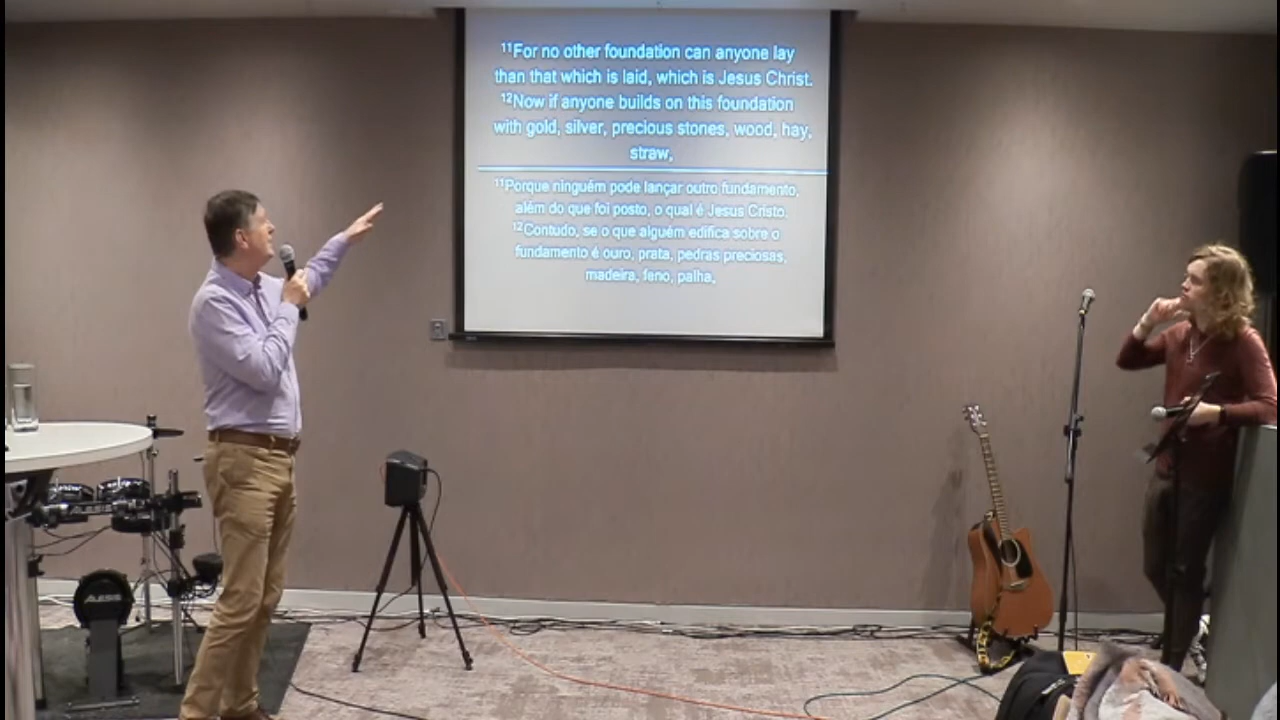 ¹¹For no other foundation can anyone lay
than that which is laid, which is Jesus Christ.
¹²Now if anyone builds on this foundation
with gold, silver, precious stones, wood, hay,
straw,
¹¹Porque ninguém pode lançar outro fundamento,
além do que foi posto, o qual é Jesus Cristo.
¹²Contudo, se o que alguém edifica sobre o
fundamento é ouro, prata, pedras preciosas,
madeira, feno, palha,
ALESIS